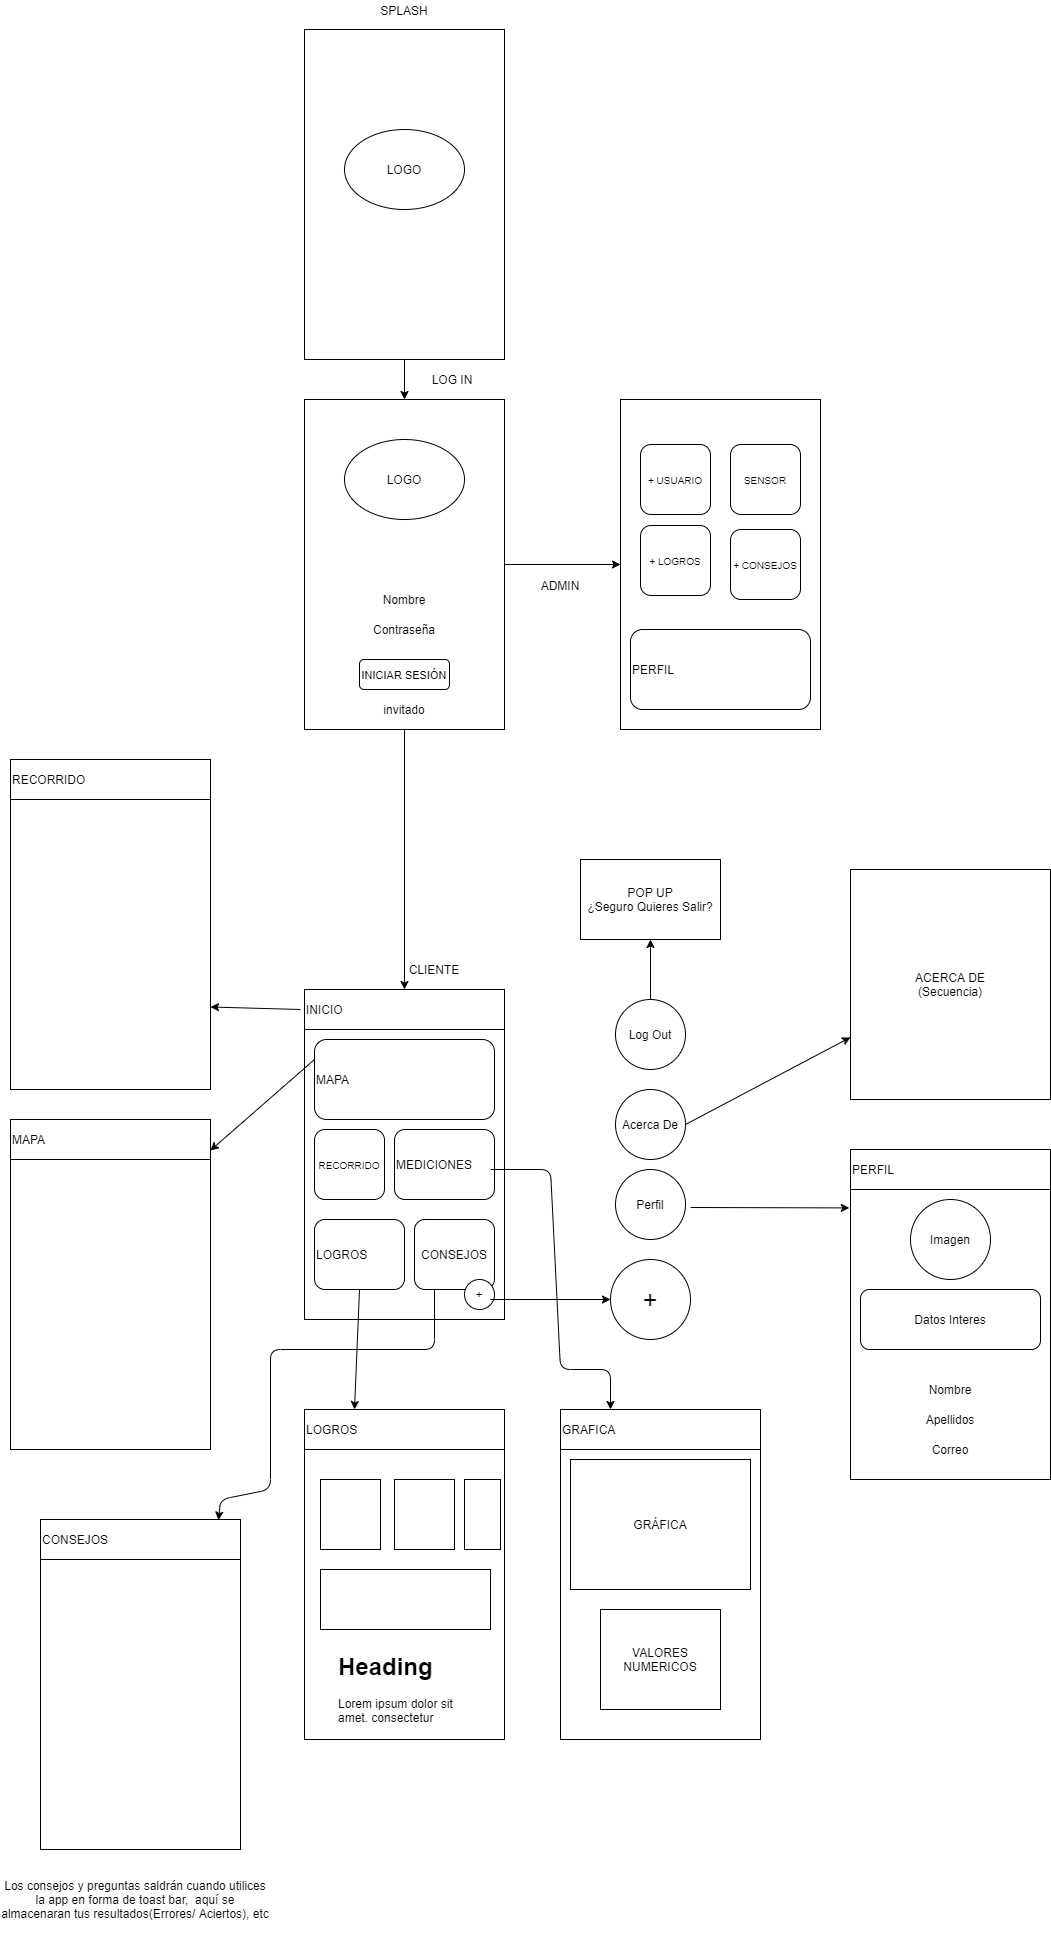 SPLASH
LOGO
LOG IN
LOGO
Nombre
Contraseña
INICIAR SESIÓN
invitado
ADMIN
+ USUARIO
SENSOR
+ LOGROS
+ CONSEJOS
PERFIL
RECORRIDO
POP UP
¿Seguro Quieres Salir?
ACERCA DE
(Secuencia)
CLIENTE
INICIO
Log Out
MAPA
Acerca De
MAPA
RECORRIDO
MEDICIONES
Perfil
PERFIL
Imagen
LOGROS
CONSEJOS
+
+
Datos Interes
Nombre
Apellidos
Correo
LOGROS
Heading
Lorem ipsum dolor sit
amet. consectetur
GRAFICA
GRÁFICA
VALORES
NUMERICOS
CONSEJOS
Los consejos y preguntas saldrán cuando utilices
la app en forma de toast bar,  aquí se
almacenaran tus resultados(Errores/ Aciertos), etc